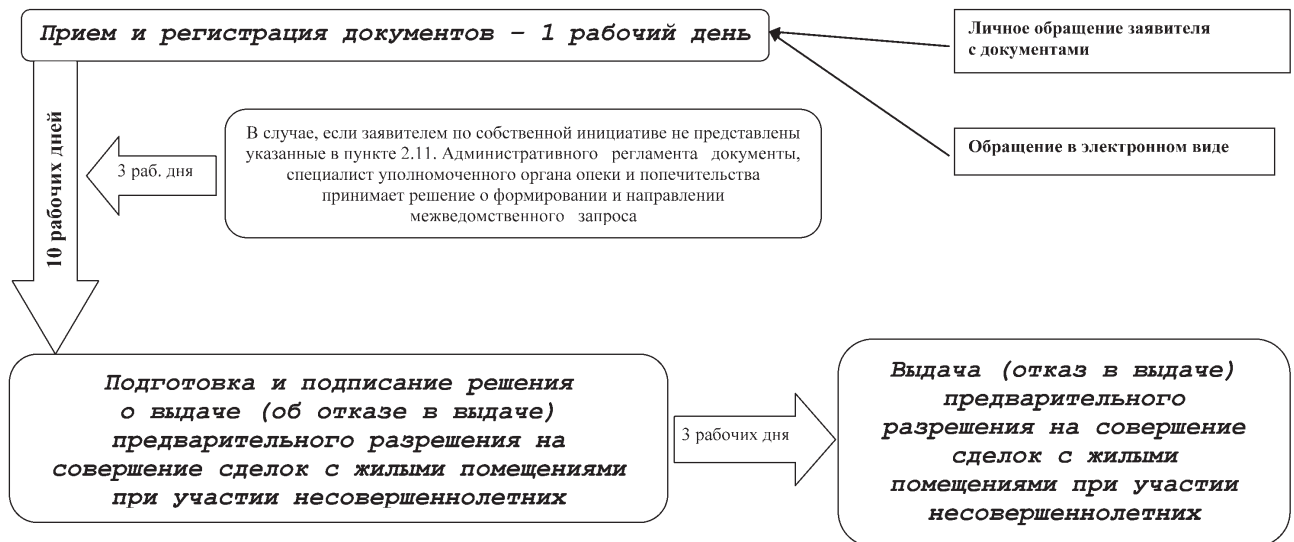 Прием и регистрация документов – 1 рабочий день
Личное обращение заявителя
с документами
Обращение в электронном виде
10 рабочих дней
3 раб. дня
В случае, если заявителем по собственной инициативе не представлены
указанные в пункте 2.11. Административного регламента документы,
специалист уполномоченного органа опеки и попечительства
принимает решение о формировании и направлении
межведомственного запроса
Подготовка и подписание решения
о выдаче (об отказе в выдаче)
предварительного разрешения на
совершение сделок с жилыми помещениями
при участии несовершеннолетних
3 рабочих дня
Выдача (отказ в выдаче)
предварительного
разрешения на совершение
сделок с жилыми
помещениями при участии
несовершеннолетних